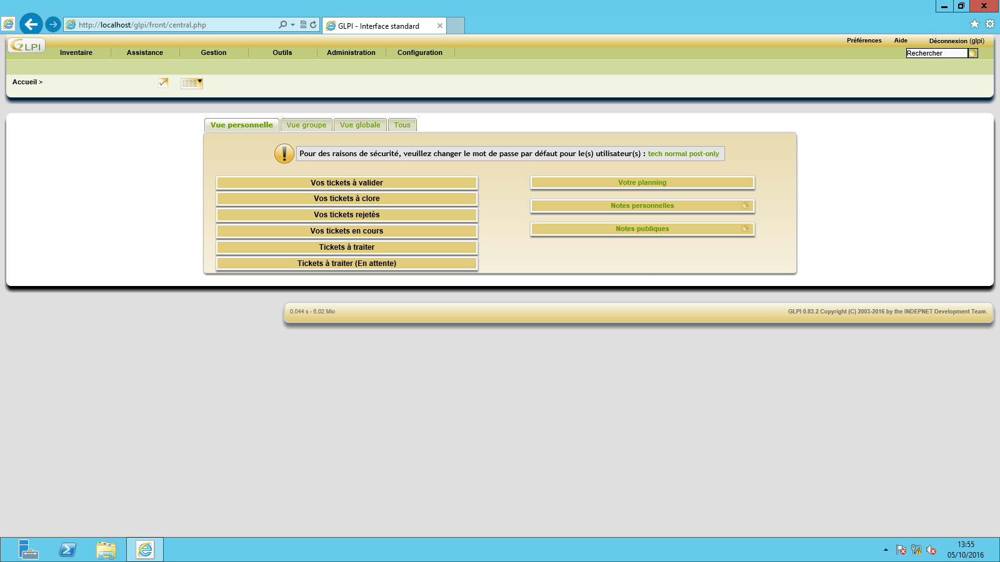 http://localhost/glpi/front/central.php
GLPI - Interface standard
GLPI
Préférences
Aide
Déconnexion (glpi)
Inventaire
Assistance
Gestion
Outils
Administration
Configuration
Rechercher
Accueil >
Vue personnelle
Vue groupe
Vue globale
Tous
Pour des raisons de sécurité, veuillez changer le mot de passe par défaut pour le(s) utilisateur(s) : tech normal post-only
Vos tickets à valider
Vos tickets à clore
Vos tickets rejetés
Vos tickets en cours
Tickets à traiter
Tickets à traiter (En attente)
Votre planning
Notes personnelles
Notes publiques
0.044 s - 6.02 Mio
GLPI 0.83.2 Copyright (C) 2003-2016 by the INDEPNET Development Team.
13:55
05/10/2016